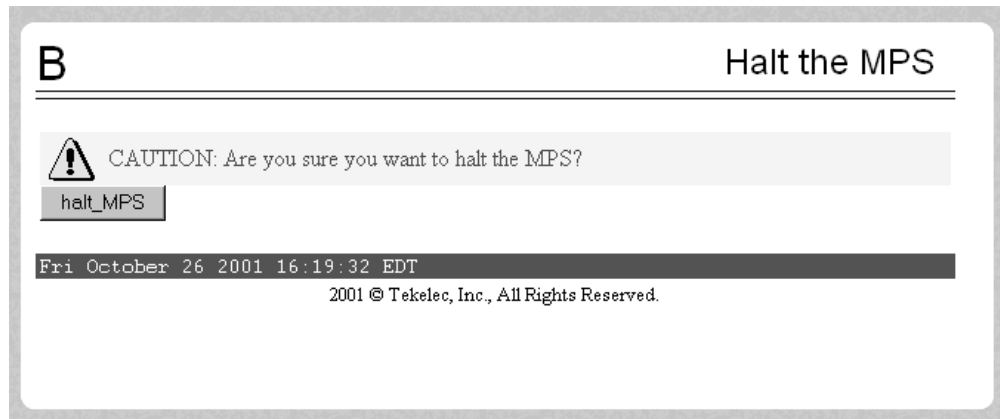 B
Halt the MPS
CAUTION: Are you sure you want to halt the MPS?
halt_MPS
Fri October 26 2001 16:19:32 EDT
2001 © Tekelec, Inc., All Rights Reserved.